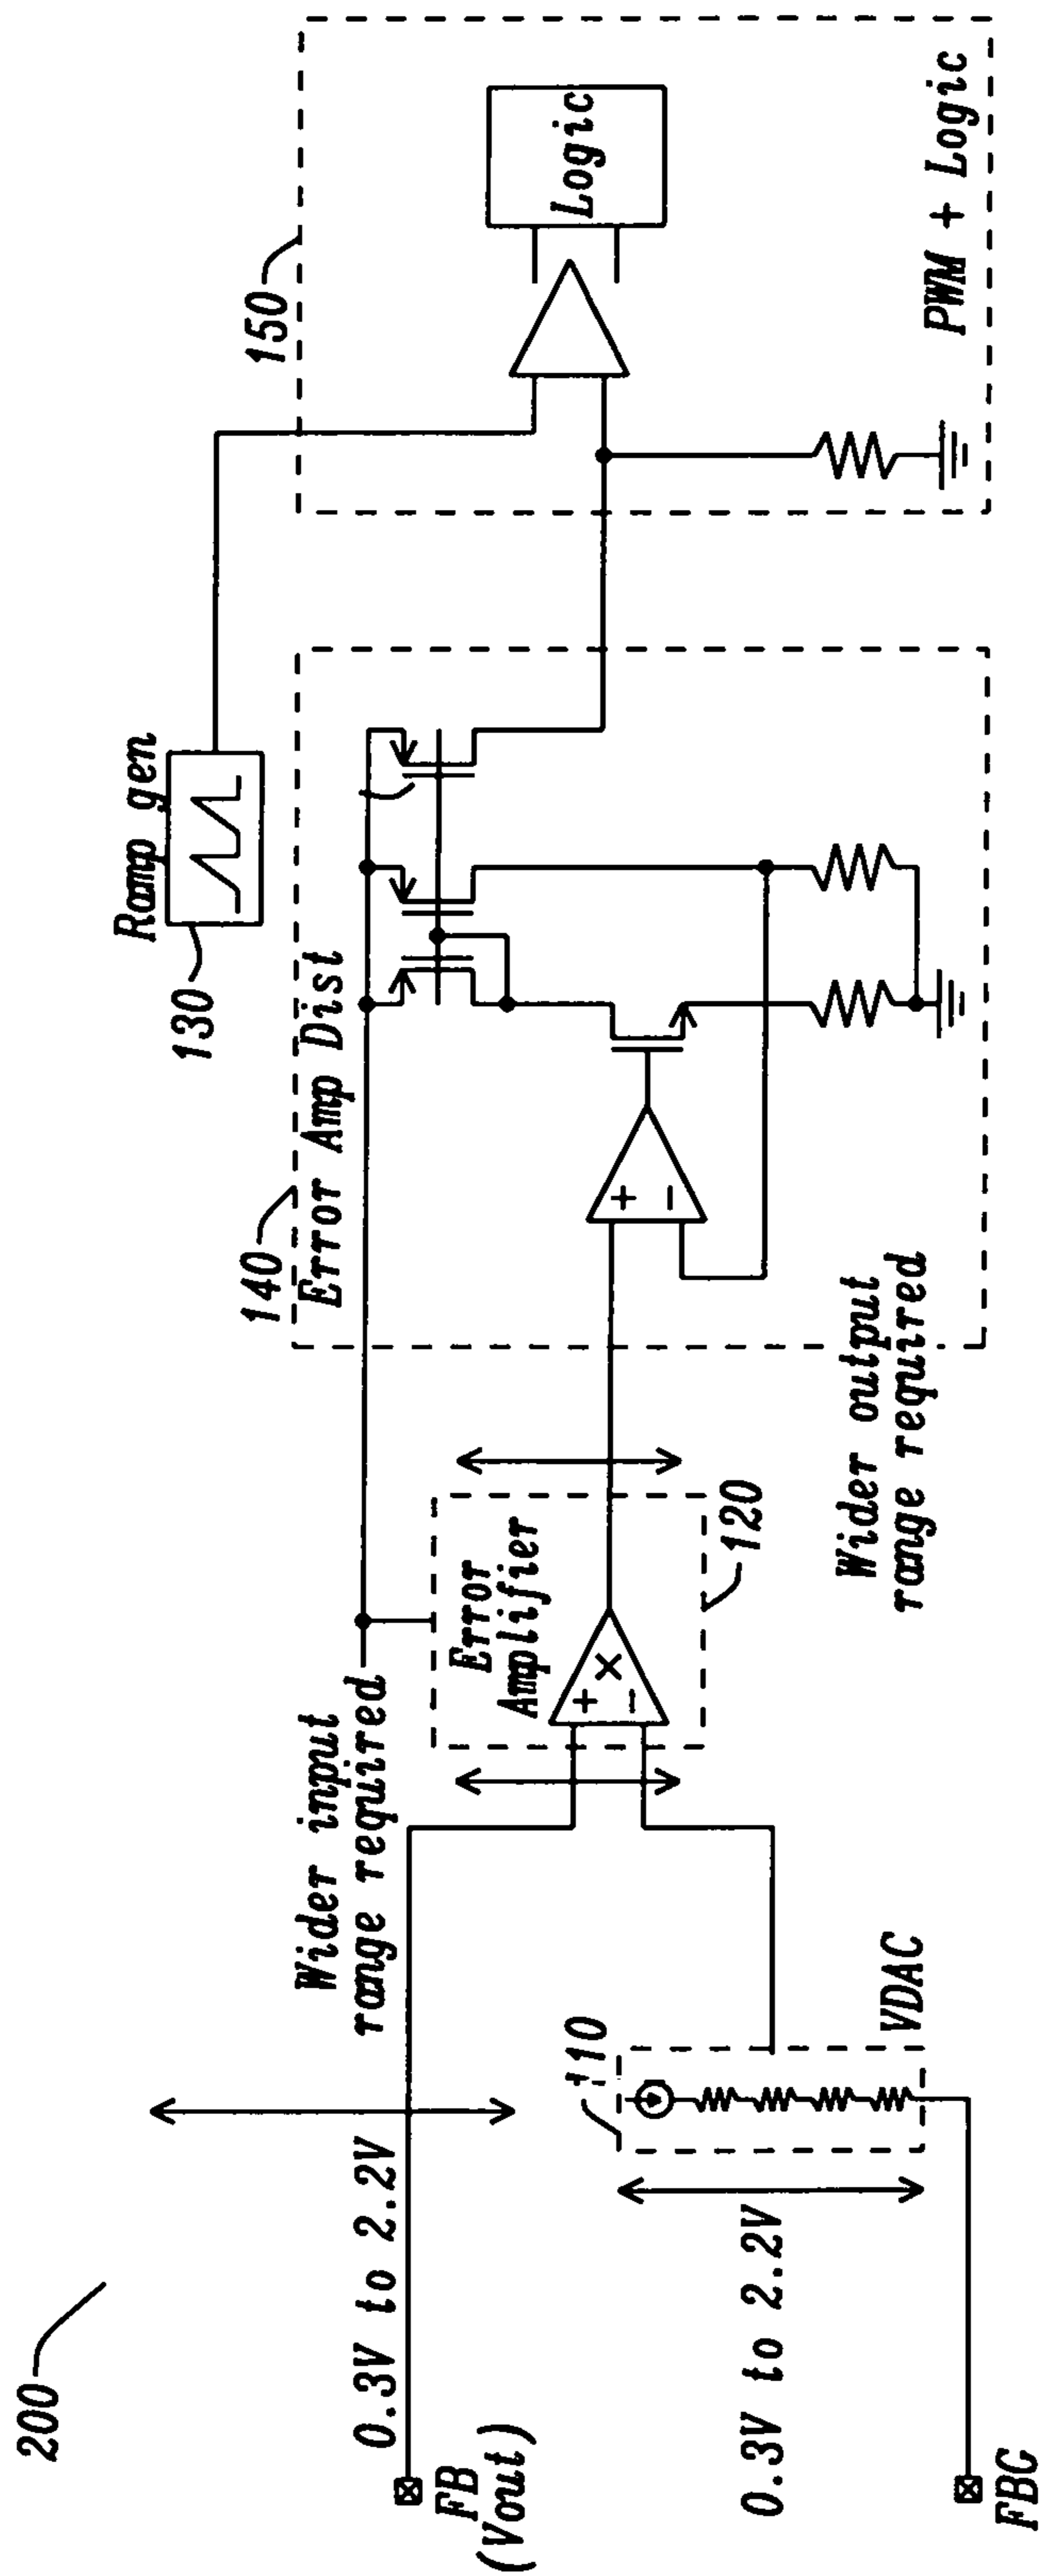 200
130
Ramp gen
140
Error Amp Dist
150
Logic
PWM + Logic
Wider input
range required
Error
Amplifier
+
×
−
120
+
−
Wider output
range required
0.3V to 2.2V
FB
(Vout)
110
0.3V to 2.2V
VDAC
FBG